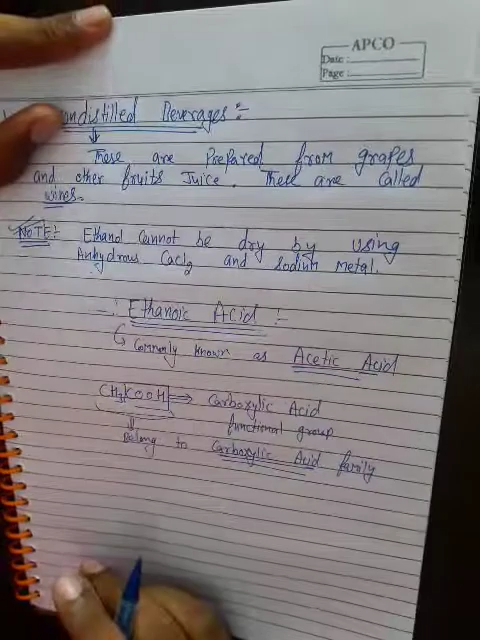 APCO
Date :
Page :
ondistilled Beverages :-
These are Prepared from grapes
and other fruits Juice. These are called
wines.
NOTE :- Ethanol Cannot be dry by using
Anhydrous CaCl2 and Sodium Metal.
-: Ethanoic Acid :-
Commonly known as Acetic Acid
CH3COOH ⇒ Carboxylic Acid
functional group
Belong to Carboxylic Acid family